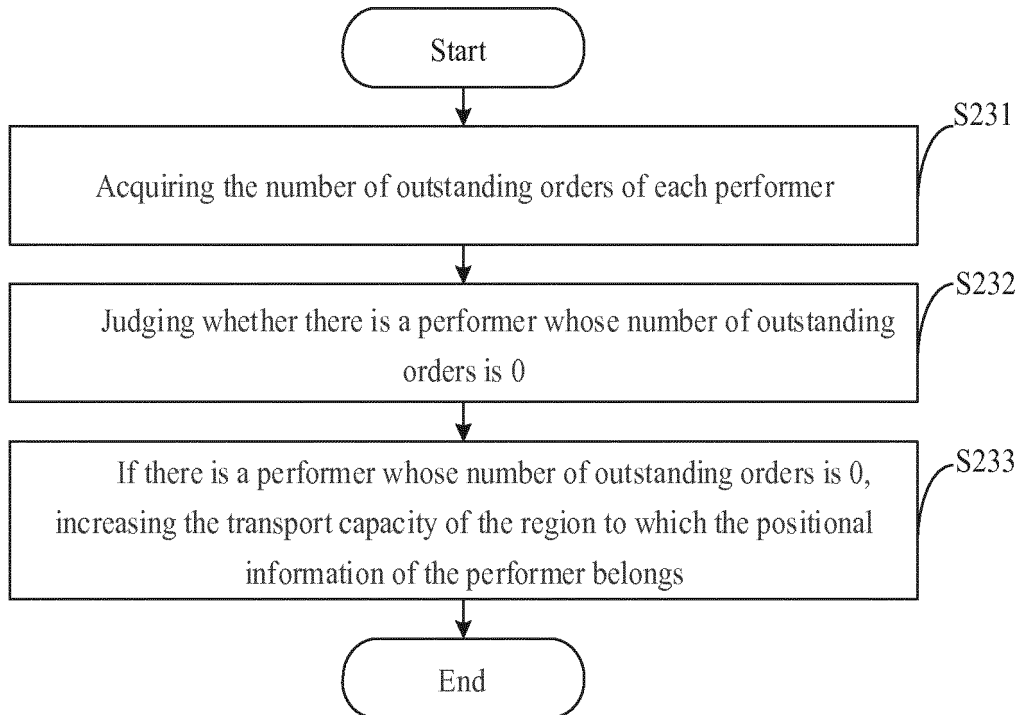 Start
S231
Acquiring the number of outstanding orders of each performer
S232
Judging whether there is a performer whose number of outstanding
orders is 0
S233
If there is a performer whose number of outstanding orders is 0,
increasing the transport capacity of the region to which the positional
information of the performer belongs
End